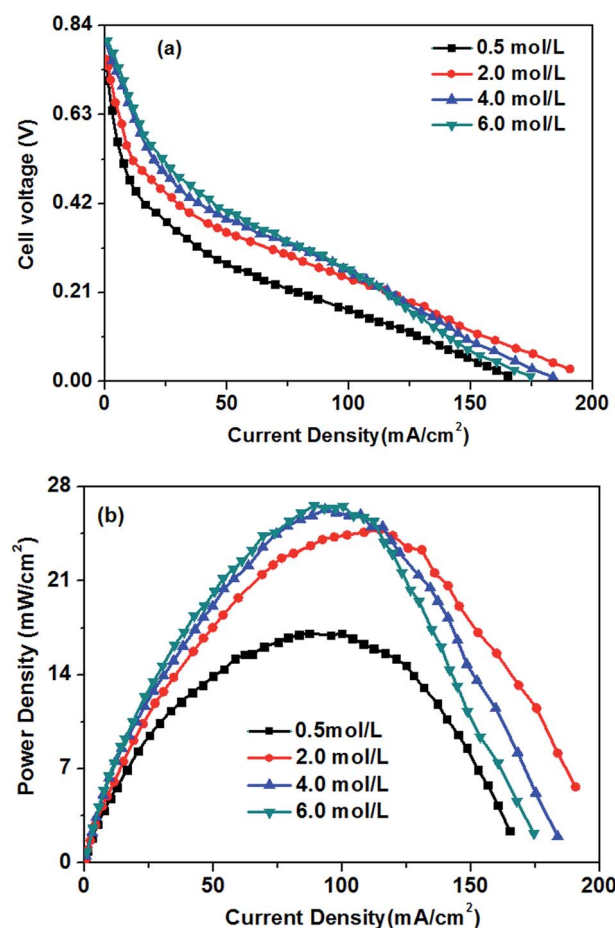 0.84
(a)
0.5 mol/L
2.0 mol/L
4.0 mol/L
6.0 mol/L
0.63
0.42
0.21
0.00
Cell voltage (V)
0 50 100 150 200
Current Density(mA/cm²)
28
(b)
21
14
7
0
Power Density (mW/cm²)
0.5mol/L
2.0 mol/L
4.0 mol/L
6.0 mol/L
0 50 100 150 200
Current Density(mA/cm²)